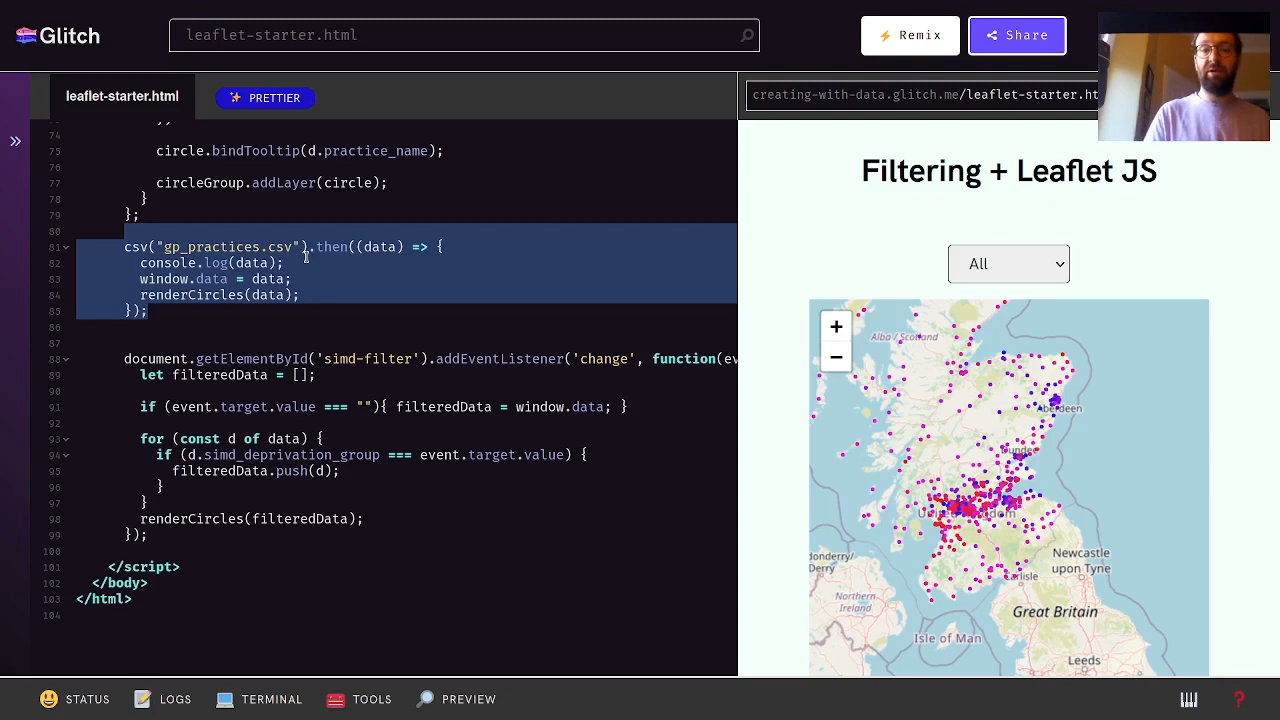 Glitch
leaflet-starter.html
Remix
Share
leaflet-starter.html
PRETTIER
creating-with-data.glitch.me/leaflet-starter.ht
74
75 circle.bindTooltip(d.practice_name);
76
77 circleGroup.addLayer(circle);
78 }
79 };
80
81 csv("gp_practices.csv").then((data) => {
82 console.log(data);
83 window.data = data;
84 renderCircles(data);
85 });
86
87
88 document.getElementById('simd-filter').addEventListener('change', function(ev
89 let filteredData = [];
90
91 if (event.target.value === ""){ filteredData = window.data; }
92
93 for (const d of data) {
94 if (d.simd_deprivation_group === event.target.value) {
95 filteredData.push(d);
96 }
97 }
98 renderCircles(filteredData);
99 });
100
101 </script>
102 </body>
103 </html>
104
Filtering + Leaflet JS
All
+
−
Alba / Scotland
Aberdeen
Dundee
United Kingdom
Newcastle
upon Tyne
Carlisle
donderry/
Derry
Northern
Ireland
Great Britain
Isle of Man
Leeds
STATUS
LOGS
TERMINAL
TOOLS
PREVIEW
?